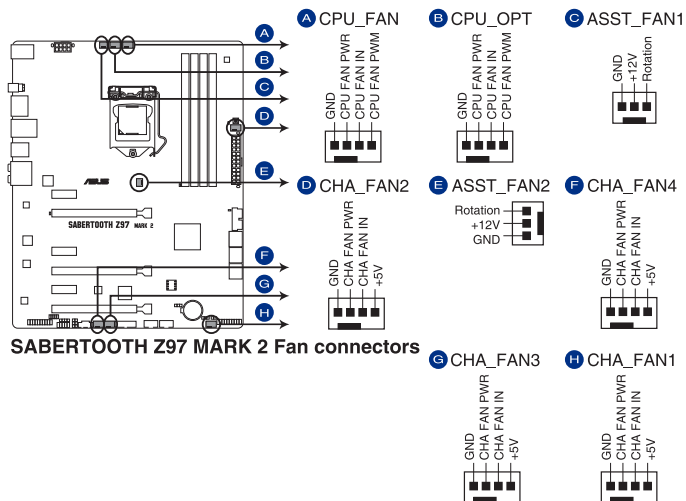 A CPU_FAN
GND
CPU FAN PWR
CPU FAN IN
CPU FAN PWM
B CPU_OPT
GND
CPU FAN PWR
CPU FAN IN
CPU FAN PWM
C ASST_FAN1
GND
+12V
Rotation
A
B
C
D
E
F
G
H
ASUS
SABERTOOTH Z97 MARK 2
D CHA_FAN2
GND
CHA FAN PWR
CHA FAN IN
+5V
E ASST_FAN2
Rotation
+12V
GND
F CHA_FAN4
GND
CHA FAN PWR
CHA FAN IN
+5V
SABERTOOTH Z97 MARK 2 Fan connectors
G CHA_FAN3
GND
CHA FAN PWR
CHA FAN IN
+5V
H CHA_FAN1
GND
CHA FAN PWR
CHA FAN IN
+5V